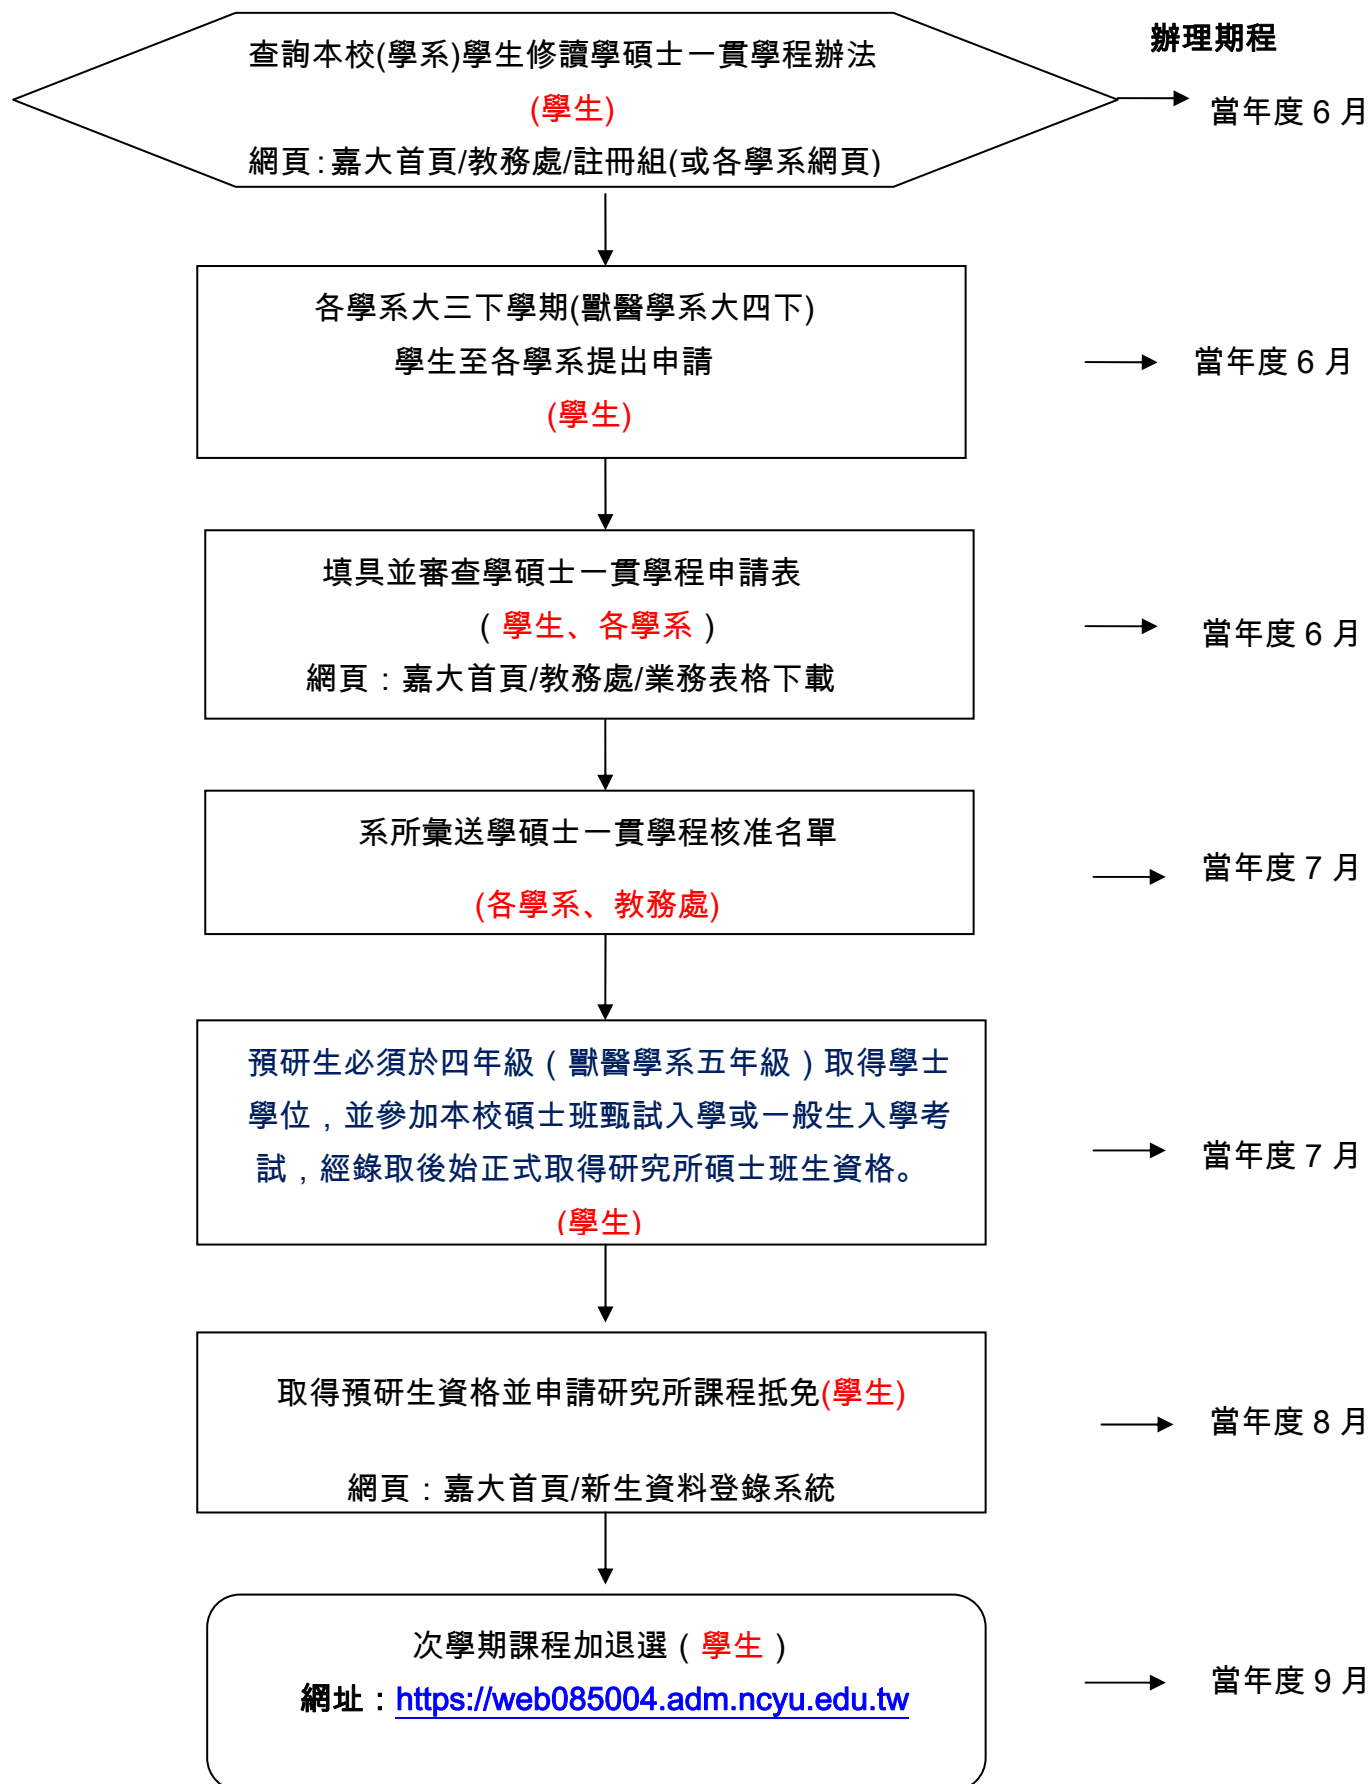 辦理期程
查詢本校(學系)學生修讀學碩士一貫學程辦法
(學生)
網頁:嘉大首頁/教務處/註冊組(或各學系網頁)
當年度 6 月
各學系大三下學期(獸醫學系大四下)
學生至各學系提出申請
(學生)
當年度 6 月
填具並審查學碩士一貫學程申請表
(學生、各學系)
網頁:嘉大首頁/教務處/業務表格下載
當年度 6 月
系所彙送學碩士一貫學程核准名單
(各學系、教務處)
當年度 7 月
預研生必須於四年級(獸醫學系五年級)取得學士
學位,並參加本校碩士班甄試入學或一般生入學考
試,經錄取後始正式取得研究所碩士班生資格。
(學生)
當年度 7 月
取得預研生資格並申請研究所課程抵免(學生)
網頁:嘉大首頁/新生資料登錄系統
當年度 8 月
次學期課程加退選(學生)
網址:https://web085004.adm.ncyu.edu.tw
當年度 9 月